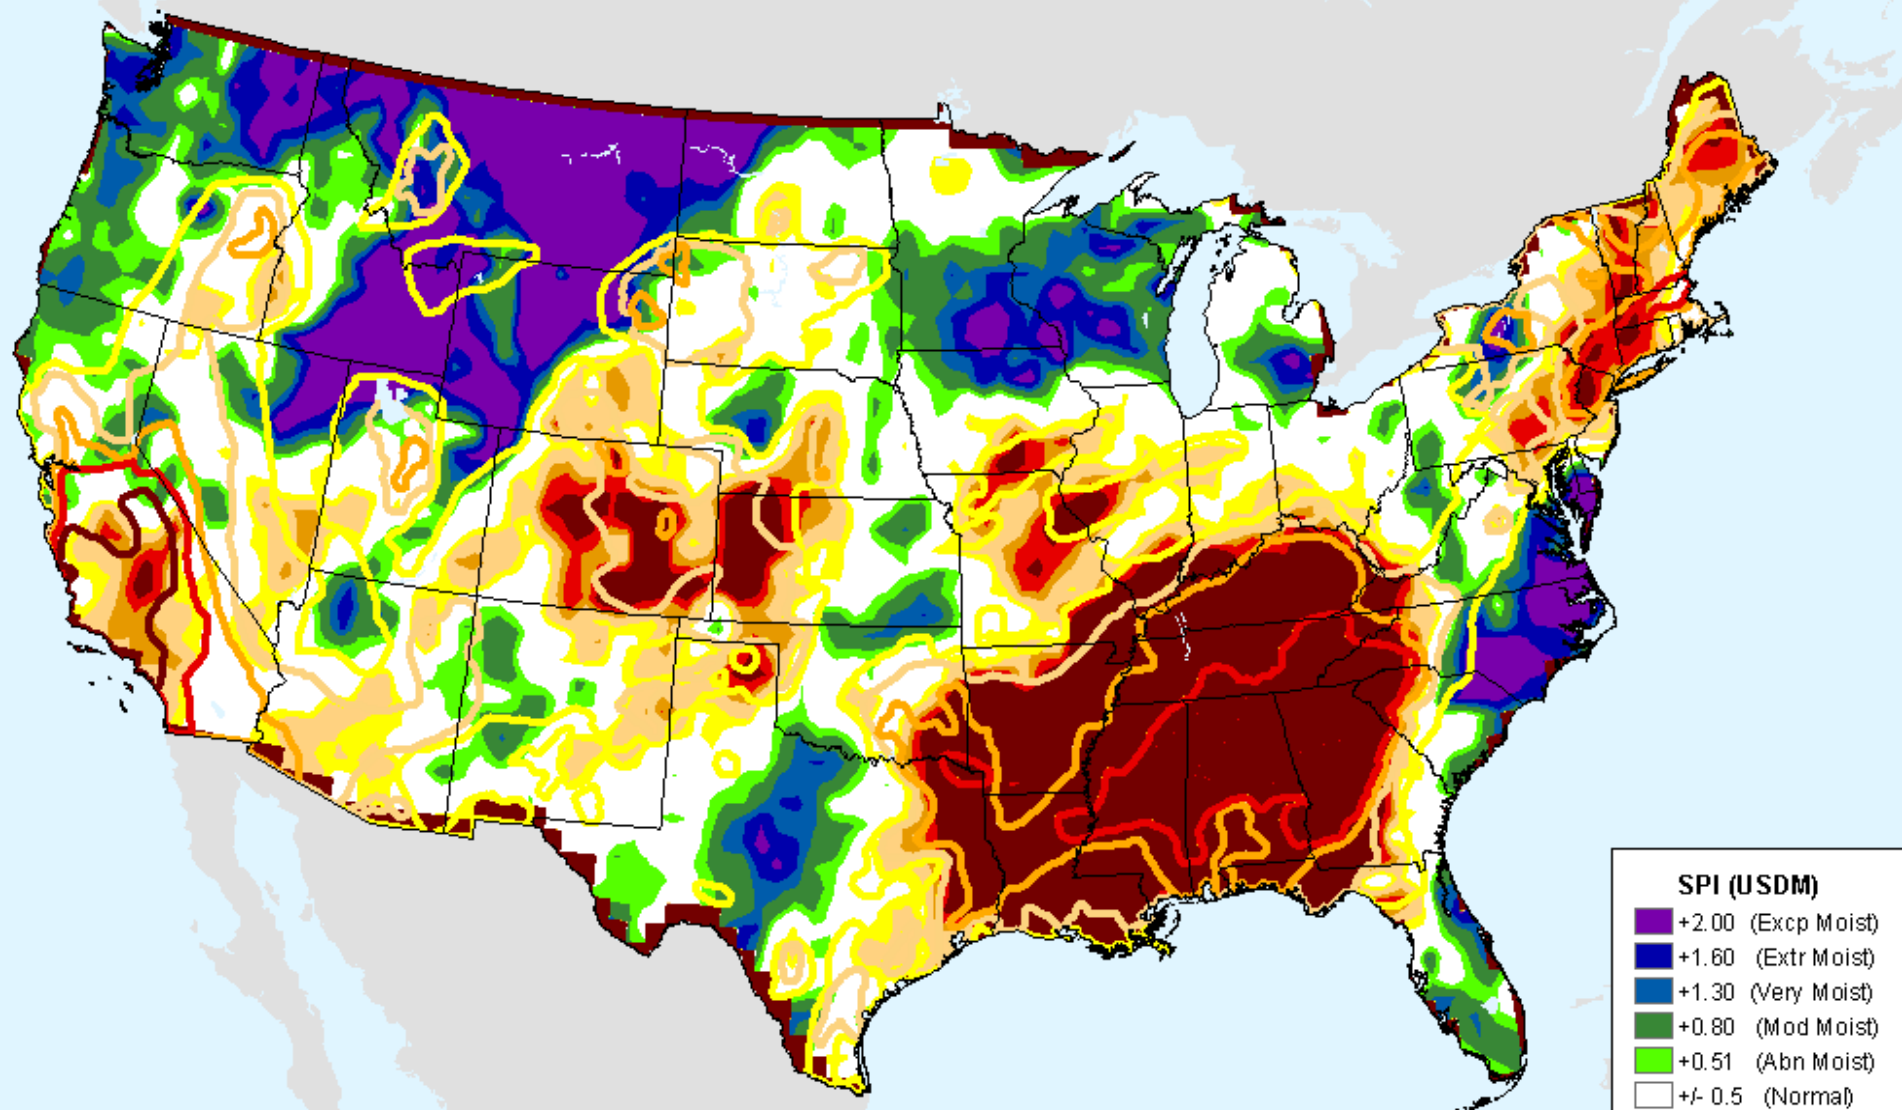 SPI (USDM)
+2.00 (Excp Moist)
+1.60 (Extr Moist)
+1.30 (Very Moist)
+0.80 (Mod Moist)
+0.51 (Abn Moist)
+/- 0.5 (Normal)